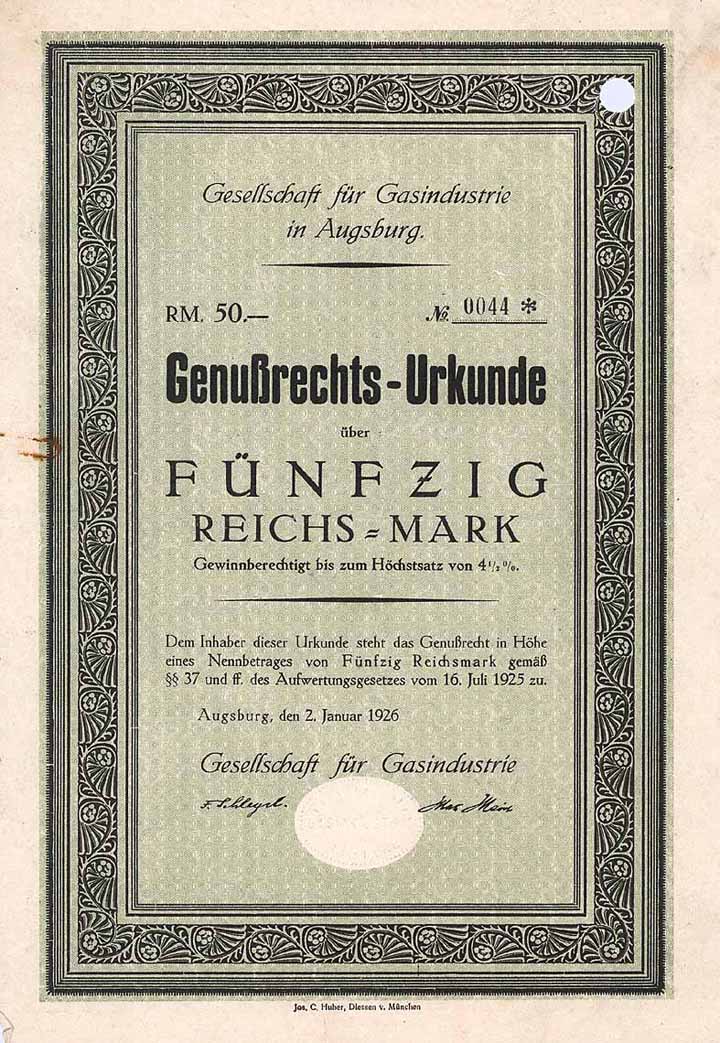 Gesellschaft für Gasindustrie
in Augsburg.
RM. 50.— № 0044 *
Genußrechts-Urkunde
über
FÜNFZIG
REICHS=MARK
Gewinnberechtigt bis zum Höchstsatz von 4 1/2 %.
Dem Inhaber dieser Urkunde steht das Genußrecht in Höhe
eines Nennbetrages von Fünfzig Reichsmark gemäß
§§ 37 und ff. des Aufwertungsgesetzes vom 16. Juli 1925 zu.
Augsburg, den 2. Januar 1926
Gesellschaft für Gasindustrie
Jos. C. Huber, Diessen v. München